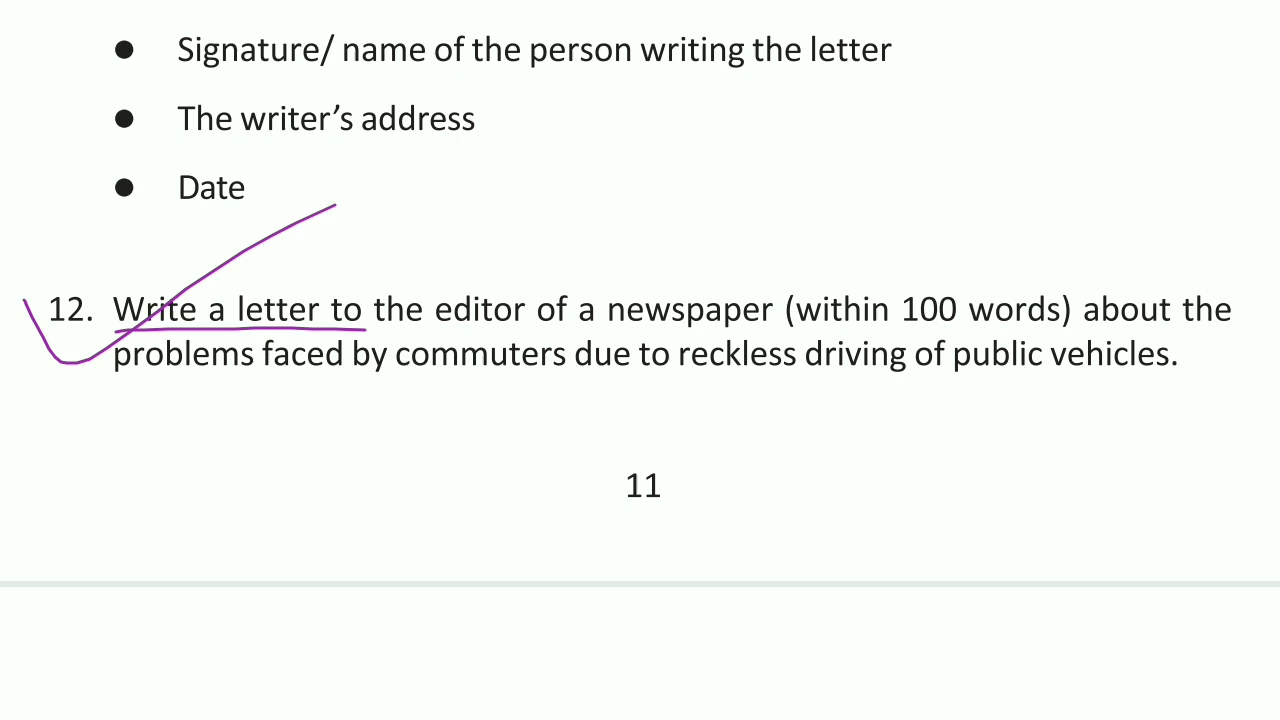 ● Signature/ name of the person writing the letter
● The writer’s address
● Date
12. Write a letter to the editor of a newspaper (within 100 words) about the
problems faced by commuters due to reckless driving of public vehicles.
11